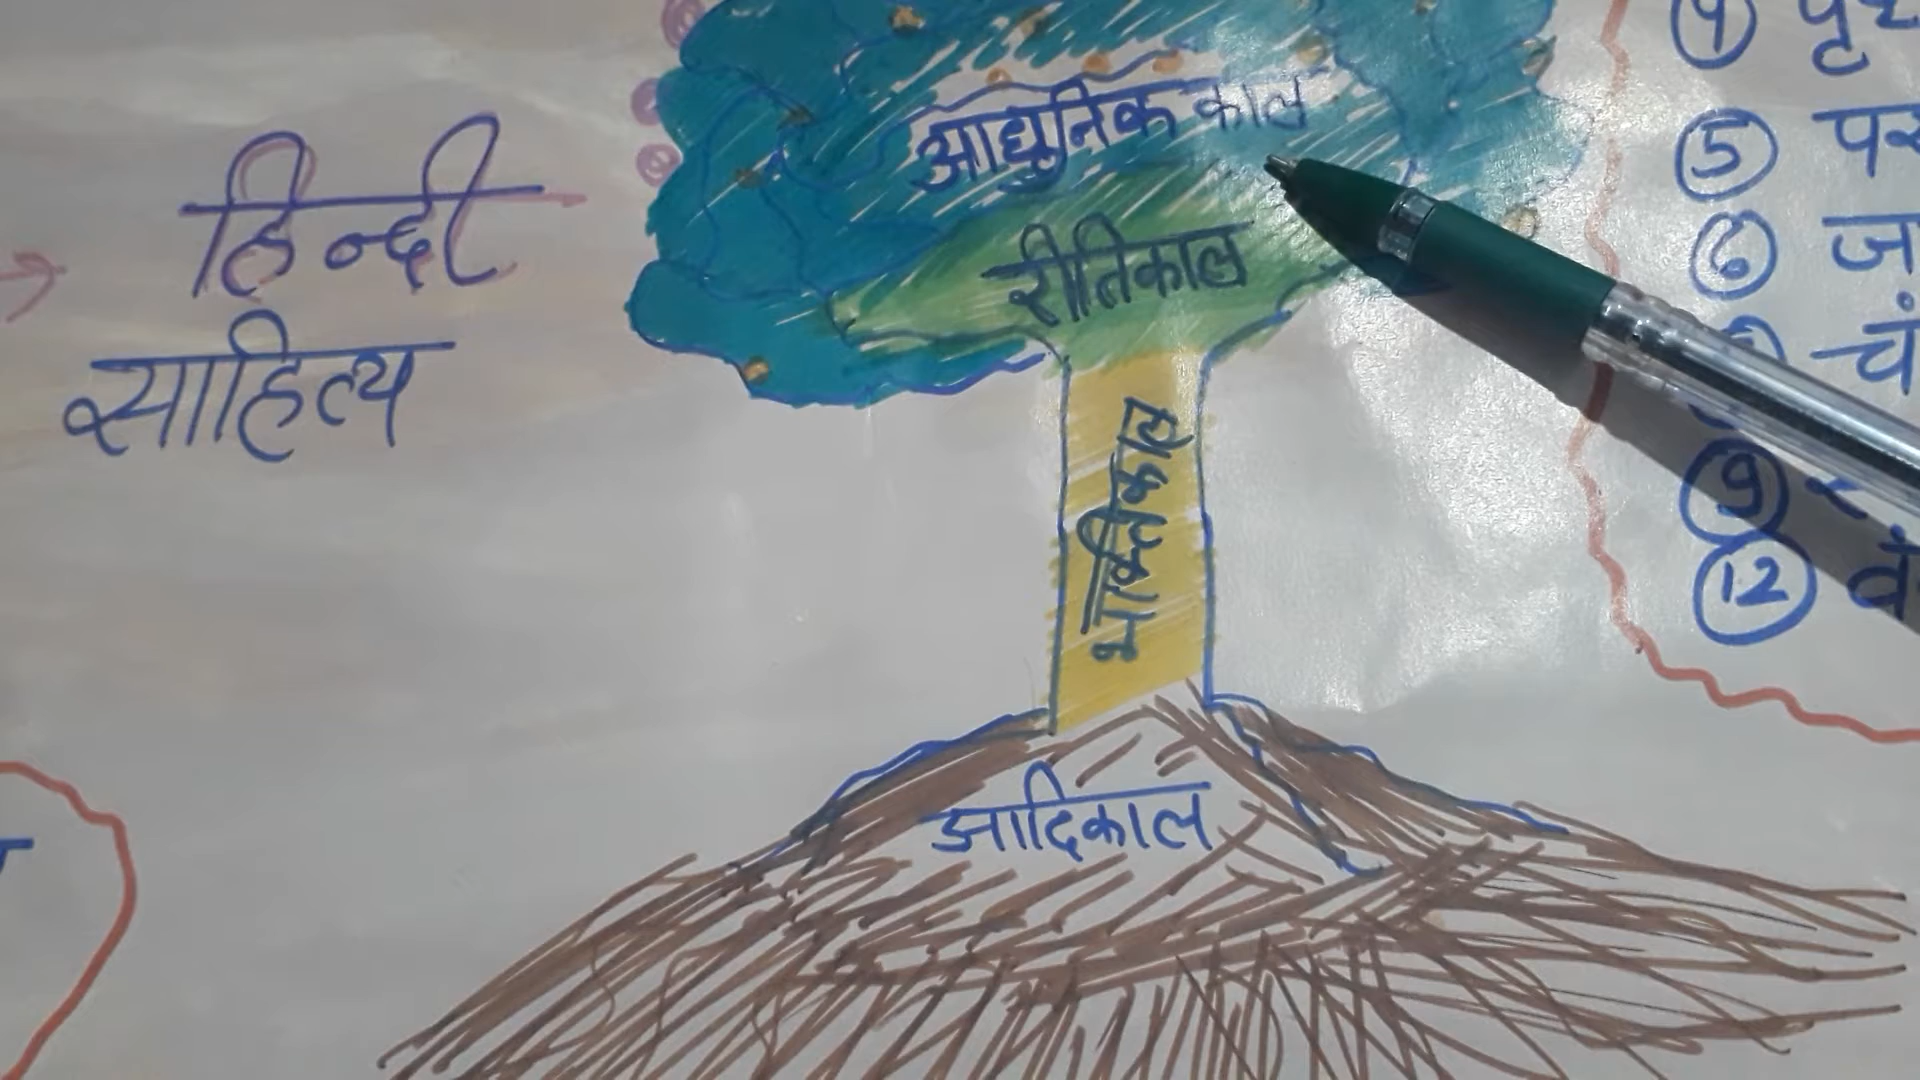 हिन्दी
साहित्य
आधुनिक काल
रीतिकाल
भक्तिकाल
आदिकाल
4
5
6
चं
9
12